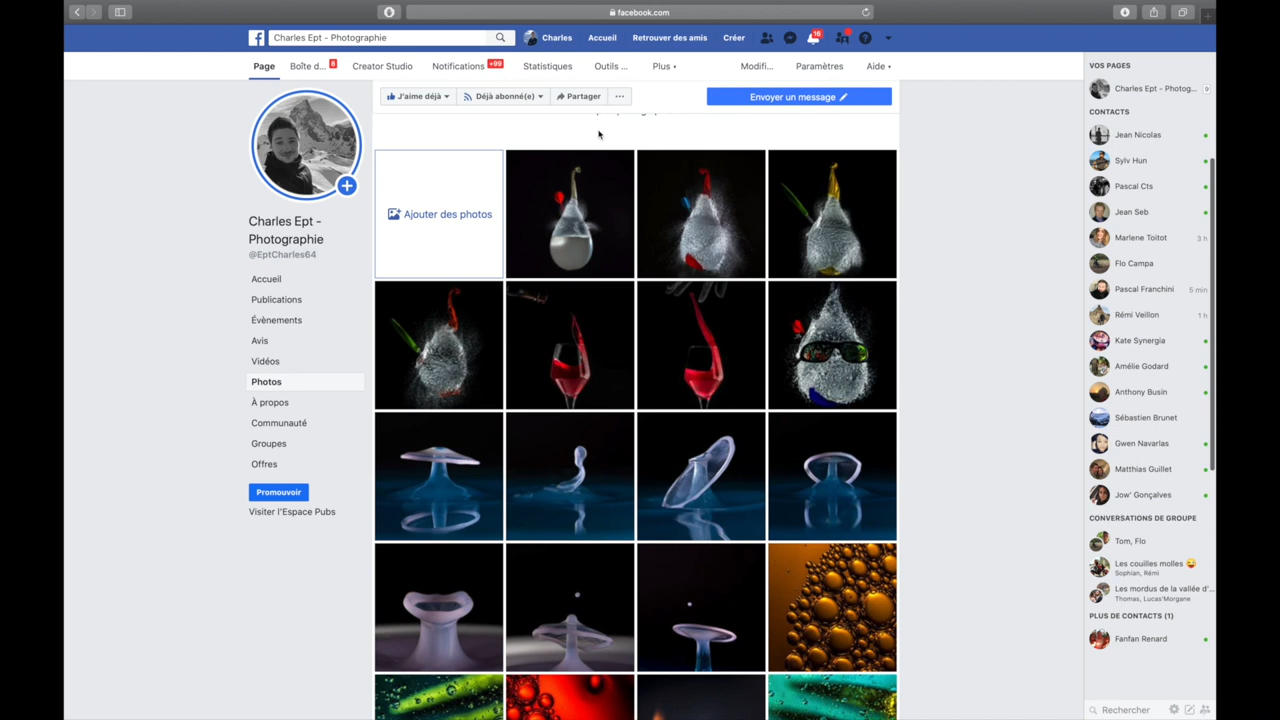 facebook.com
Charles Ept - Photographie
Charles
Accueil
Retrouver des amis
Créer
16
Page
Boîte d...
8
Creator Studio
Notifications
+99
Statistiques
Outils ...
Plus
Modifi...
Paramètres
Aide
J'aime déjà
Déjà abonné(e)
Partager
...
Envoyer un message
Ajouter des photos
Charles Ept -
Photographie
@EptCharles64
Accueil
Publications
Évènements
Avis
Vidéos
Photos
À propos
Communauté
Groupes
Offres
Promouvoir
Visiter l'Espace Pubs
VOS PAGES
Charles Ept - Photog...
9
CONTACTS
Jean Nicolas
Sylv Hun
Pascal Cts
Jean Seb
Marlene Toitot
3 h
Flo Campa
Pascal Franchini
5 min
Rémi Veillon
1 h
Kate Synergia
Amélie Godard
Anthony Busin
Sébastien Brunet
Gwen Navarlas
Matthias Guillet
Jow' Gonçalves
CONVERSATIONS DE GROUPE
Tom, Flo
Les couilles molles 😜
Sophian, Rémi
Les mordus de la vallée d'...
Thomas, Lucas'Morgane
PLUS DE CONTACTS (1)
Fanfan Renard
Rechercher